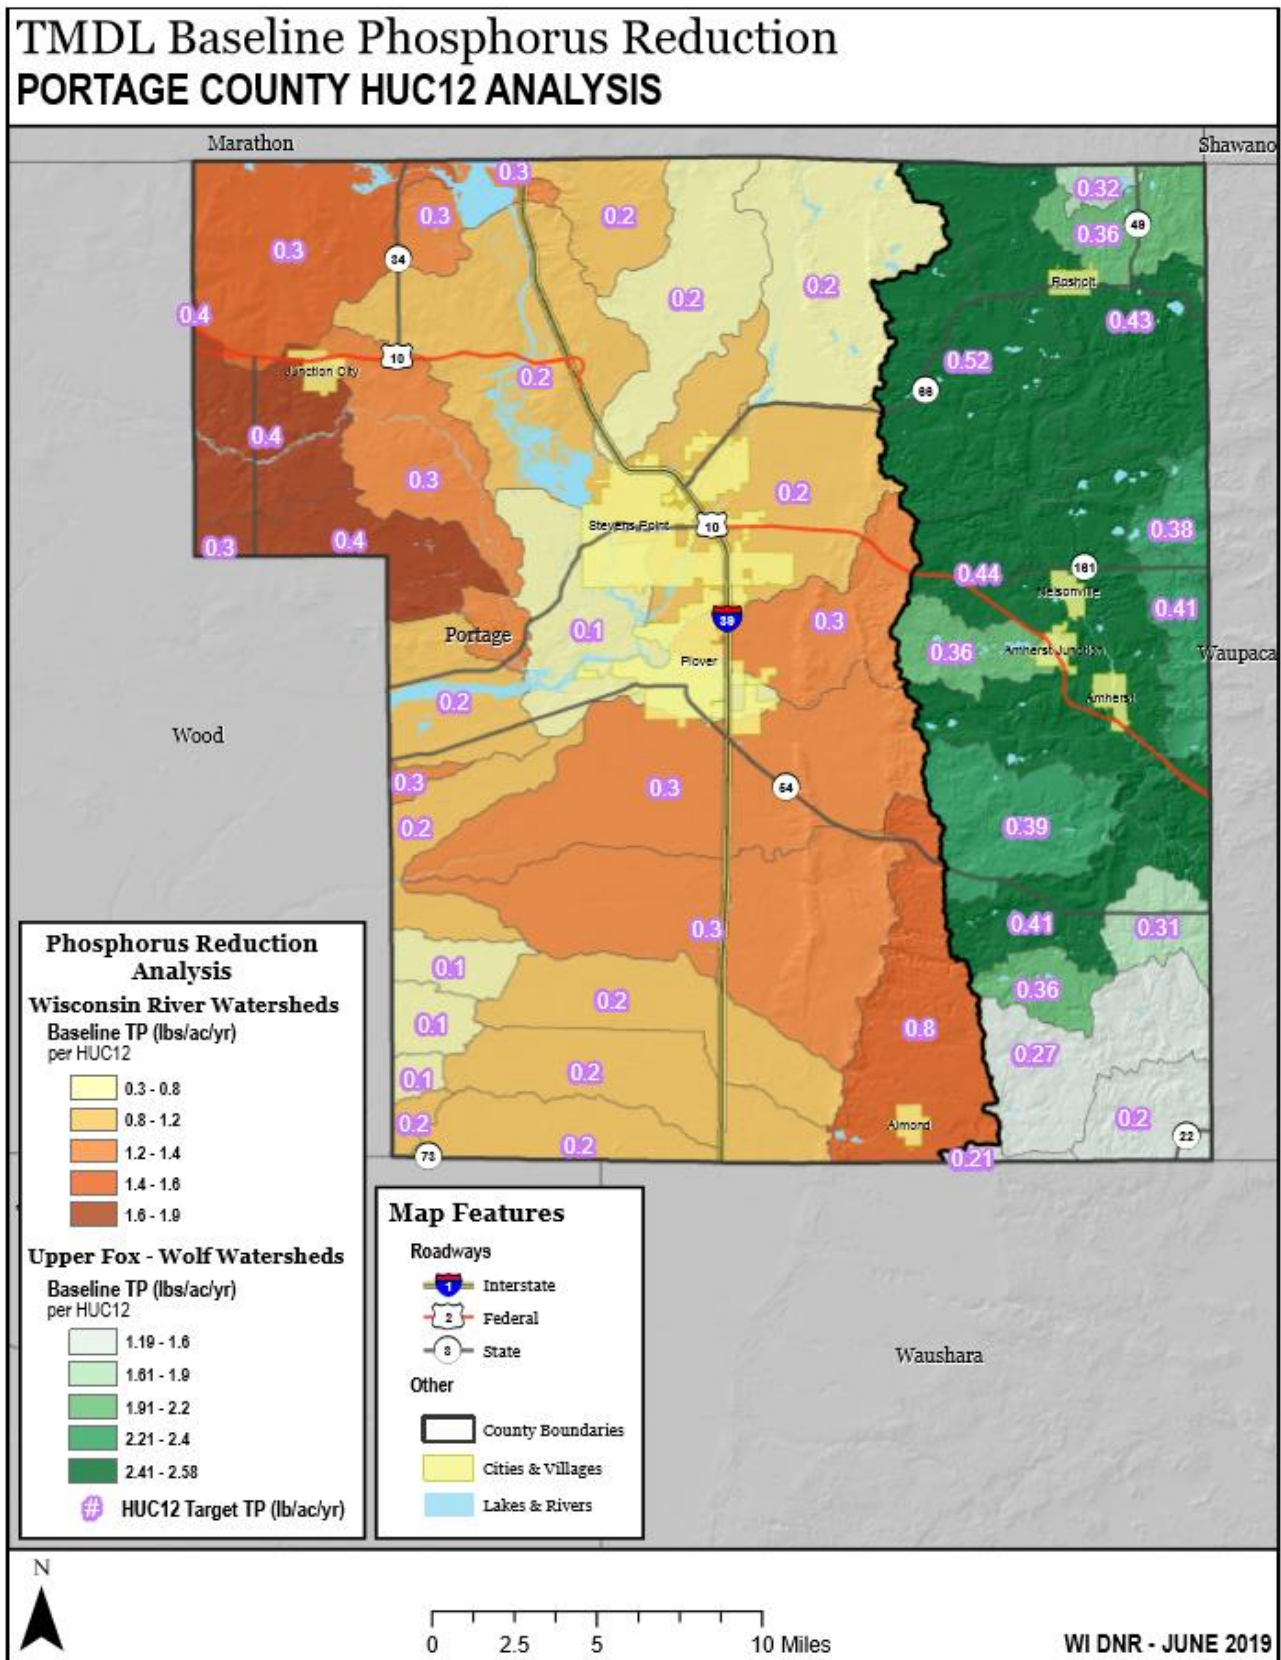 TMDL Baseline Phosphorus Reduction
PORTAGE COUNTY HUC12 ANALYSIS
Marathon
Shawano
0.3
0.32
0.3
0.2
0.36
49
0.3
34
0.2
0.2
Rosholt
0.4
0.43
10
0.52
Junction City
0.2
66
0.4
0.3
0.2
Stevens Point
10
0.38
0.3
0.4
0.44
161
Nelsonville
0.41
39
0.3
Portage
0.1
0.36
Amherst Junction
Waupaca
Plover
0.2
Amherst
Wood
0.3
0.3
54
0.2
0.39
0.3
0.41
0.31
0.1
0.36
0.2
0.1
0.8
0.27
0.1
0.2
0.2
Almond
0.2
0.2
22
73
0.21
Phosphorus Reduction
Analysis
Wisconsin River Watersheds
Baseline TP (lbs/ac/yr)
per HUC12
0.3 - 0.8
0.8 - 1.2
1.2 - 1.4
1.4 - 1.6
1.6 - 1.9
Upper Fox - Wolf Watersheds
Baseline TP (lbs/ac/yr)
per HUC12
1.19 - 1.6
1.61 - 1.9
1.91 - 2.2
2.21 - 2.4
2.41 - 2.58
# HUC12 Target TP (lb/ac/yr)
Map Features
Roadways
1 Interstate
2 Federal
3 State
Other
County Boundaries
Cities & Villages
Lakes & Rivers
Waushara
N
0 2.5 5 10 Miles
WI DNR - JUNE 2019